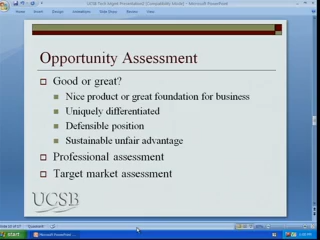 Opportunity Assessment
Good or great?
Nice product or great foundation for business
Uniquely differentiated
Defensible position
Sustainable unfair advantage
Professional assessment
Target market assessment
UCSB
start